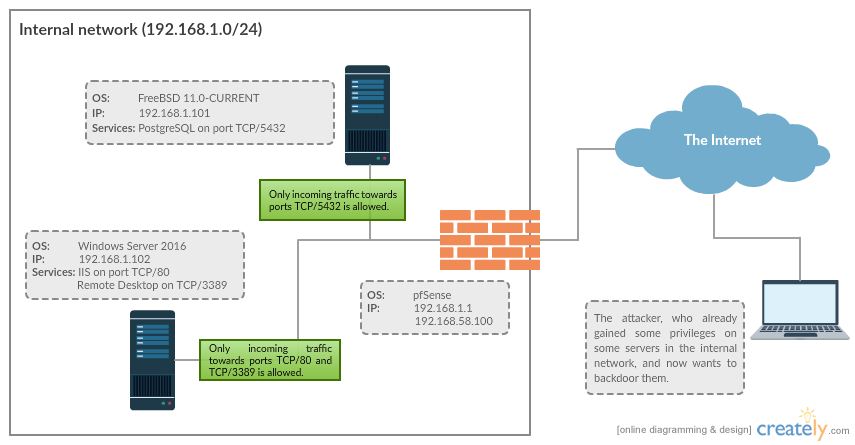 Internal network (192.168.1.0/24)
OS: FreeBSD 11.0-CURRENT
IP: 192.168.1.101
Services: PostgreSQL on port TCP/5432
Only incoming traffic towards
ports TCP/5432 is allowed.
The Internet
OS: Windows Server 2016
IP: 192.168.1.102
Services: IIS on port TCP/80
Remote Desktop on TCP/3389
OS: pfSense
IP: 192.168.1.1
192.168.58.100
Only incoming traffic
towards ports TCP/80 and
TCP/3389 is allowed.
The attacker, who already
gained some privileges on
some servers in the internal
network, and now wants to
backdoor them.
[online diagramming & design] creately.com